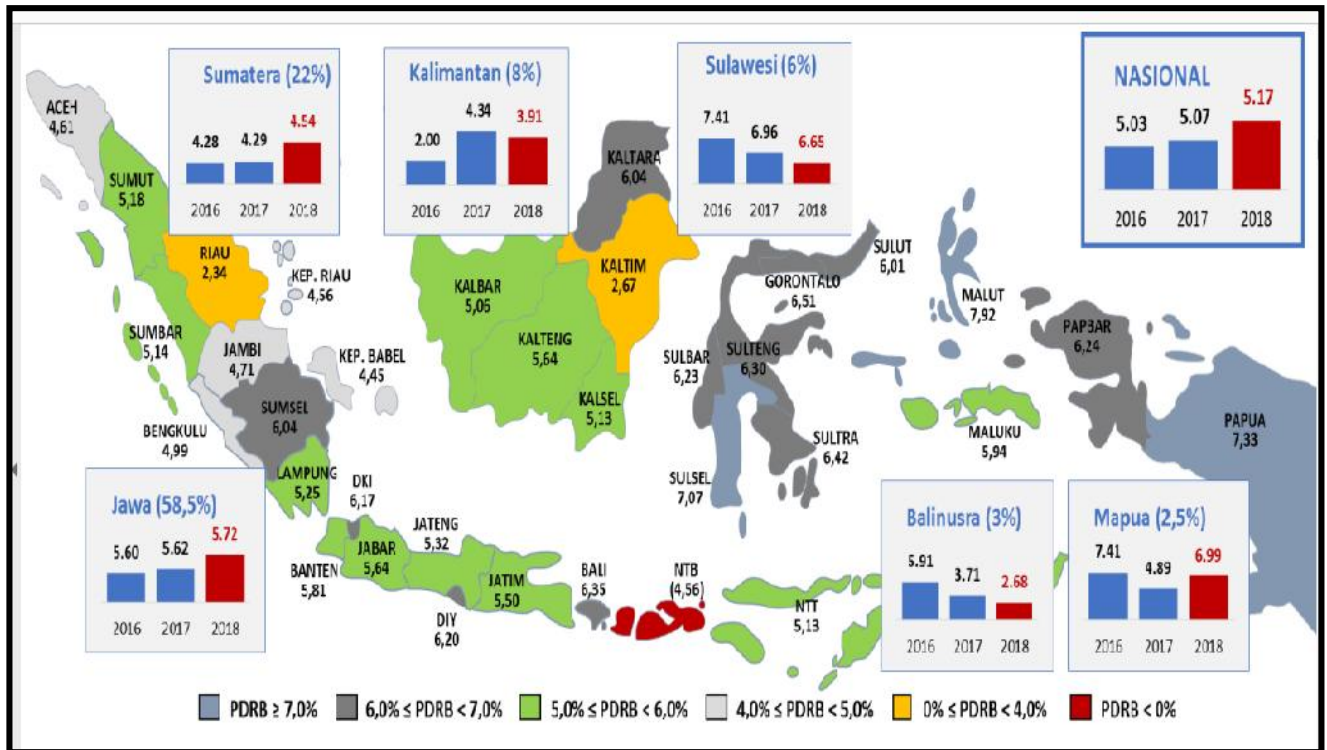 Sumatera (22%)
4.28
4.29
4.54
2016
2017
2018
Kalimantan (8%)
2.00
4.34
3.91
2016
2017
2018
Sulawesi (6%)
7.41
6.96
6.65
2016
2017
2018
NASIONAL
5.03
5.07
5.17
2016
2017
2018
ACEH
4,61
SUMUT
5,18
RIAU
2,34
KEP. RIAU
4,56
SUMBAR
5,14
JAMBI
4,71
KEP. BABEL
4,45
SUMSEL
6,04
BENGKULU
4,99
LAMPUNG
5,25
KALTARA
6,04
KALTIM
2,67
KALBAR
5,06
KALTENG
5,64
KALSEL
5,13
SULUT
6,01
GORONTALO
6,51
SULBAR
6,23
SULTENG
6,30
SULTRA
6,42
SULSEL
7,07
MALUT
7,92
MALUKU
5,94
PAPBAR
6,24
PAPUA
7,33
Jawa (58,5%)
5.60
5.62
5.72
2016
2017
2018
DKI
6,17
BANTEN
5,81
JABAR
5,64
JATENG
5,32
DIY
6,20
JATIM
5,50
BALI
6,35
NTB
(4,56)
NTT
5,13
Balinusra (3%)
5.91
3.71
2.68
2016
2017
2018
Mapua (2,5%)
7.41
4.89
6.99
2016
2017
2018
PDRB ≥ 7,0%
6,0% ≤ PDRB < 7,0%
5,0% ≤ PDRB < 6,0%
4,0% ≤ PDRB < 5,0%
0% ≤ PDRB < 4,0%
PDRB < 0%